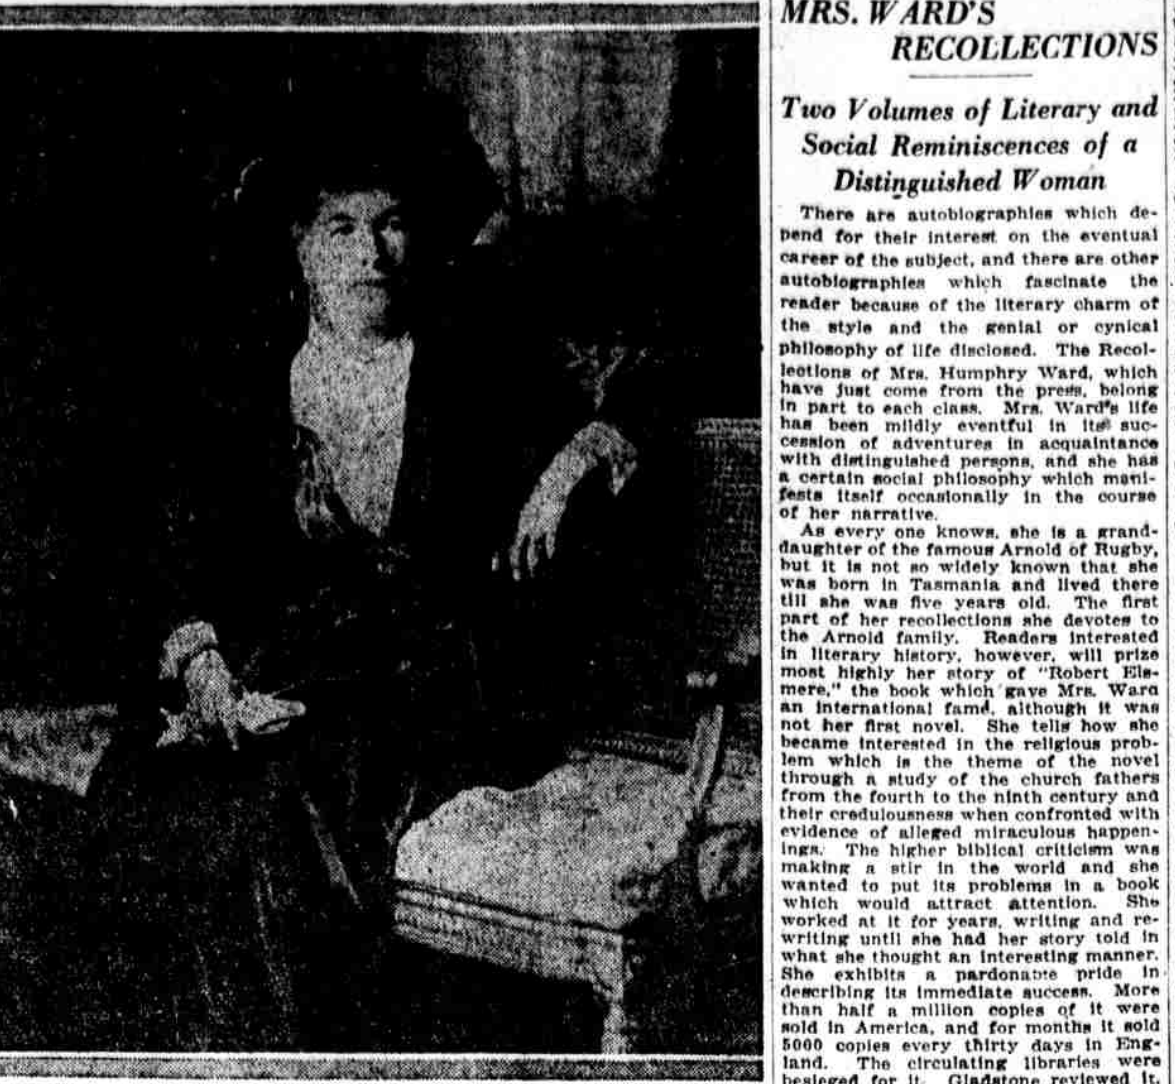 MRS. WARD'S
RECOLLECTIONS
Two Volumes of Literary and
Social Reminiscences of a
Distinguished Woman
There are autobiographies which de-
pend for their interest on the eventual
career of the subject, and there are other
autobiographies which fascinate the
reader because of the literary charm of
the style and the genial or cynical
philosophy of life disclosed. The Recol-
lections of Mrs. Humphry Ward, which
have just come from the press, belong
in part to each class. Mrs. Ward's life
has been mildly eventful in its suc-
cession of adventures in acquaintance
with distinguished persons, and she has
a certain social philosophy which mani-
fests itself occasionally in the course
of her narrative.
As every one knows, she is a grand-
daughter of the famous Arnold of Rugby,
but it is not so widely known that she
was born in Tasmania and lived there
till she was five years old. The first
part of her recollections she devotes to
the Arnold family. Readers interested
in literary history, however, will prize
most highly her story of "Robert Els-
mere," the book which gave Mrs. Ward
an international fame, although it was
not her first novel. She tells how she
became interested in the religious prob-
lem which is the theme of the novel
through a study of the church fathers
from the fourth to the ninth century and
their credulousness when confronted with
evidence of alleged miraculous happen-
ings. The higher biblical criticism was
making a stir in the world and she
wanted to put its problems in a book
which would attract attention. She
worked at it for years, writing and re-
writing until she had her story told in
what she thought an interesting manner.
She exhibits a pardonable pride in
describing its immediate success. More
than half a million copies of it were
sold in America, and for months it sold
5000 copies every thirty days in Eng-
land. The circulating libraries were
besieged for it. Gladstone reviewed it.